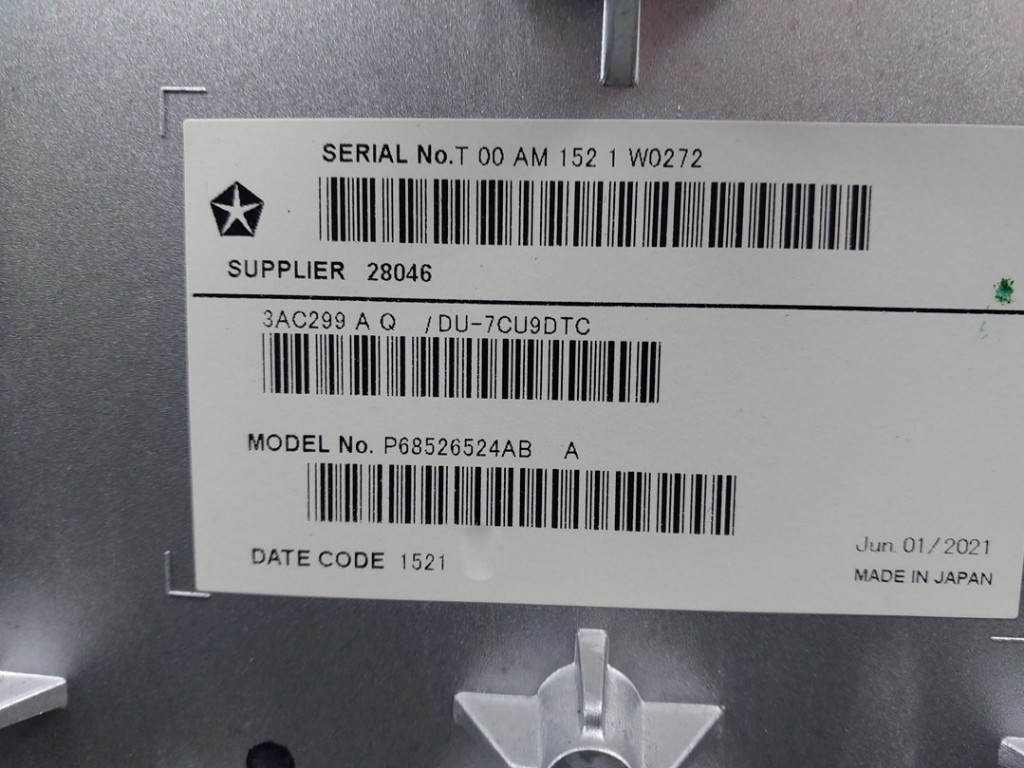 SERIAL No.T 00 AM 152 1 W0272
SUPPLIER 28046
3AC299 A Q /DU-7CU9DTC
MODEL No. P68526524AB A
DATE CODE 1521
Jun. 01/2021
MADE IN JAPAN